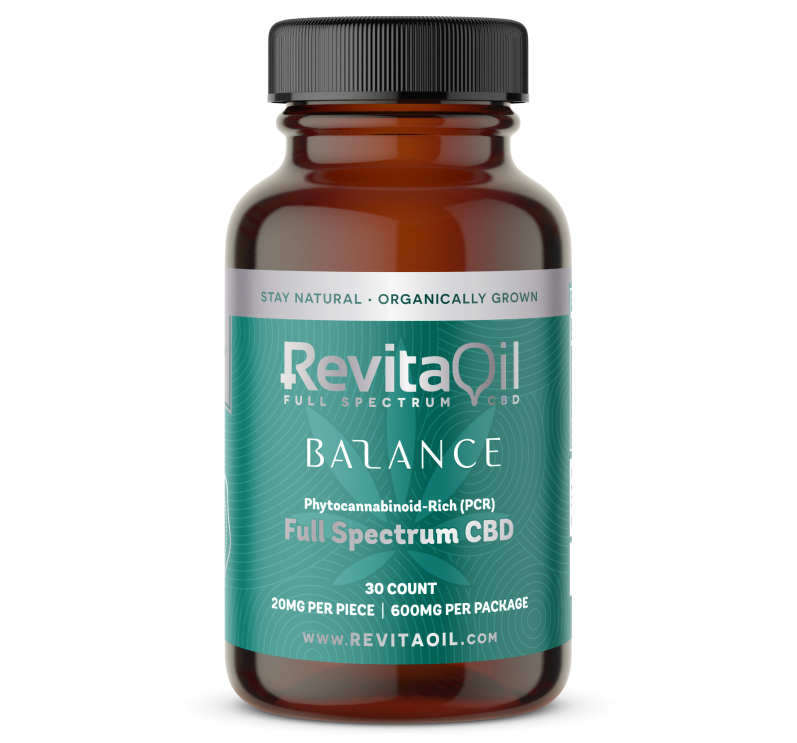 STAY NATURAL • ORGANICALLY GROWN
RevitaOil
FULL SPECTRUM CBD
BALANCE
Phytocannabinoid-Rich (PCR)
Full Spectrum CBD
30 COUNT
20MG PER PIECE | 600MG PER PACKAGE
WWW.REVITAOIL.COM